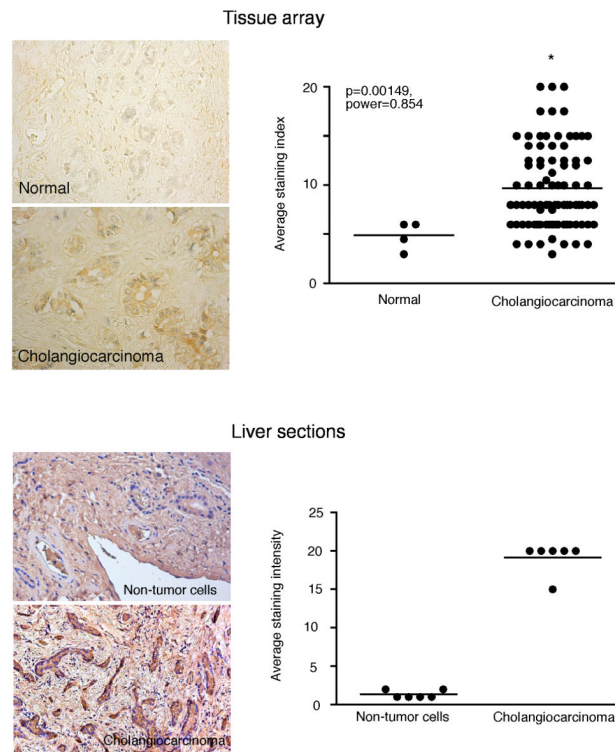 Tissue array
Normal
Cholangiocarcinoma
*
p=0.00149,
power=0.854
Average staining index
20
10
0
Normal
Cholangiocarcinoma
Liver sections
Non-tumor cells
Cholangiocarcinoma
Average staining intensity
25
20
15
10
5
0
Non-tumor cells
Cholangiocarcinoma